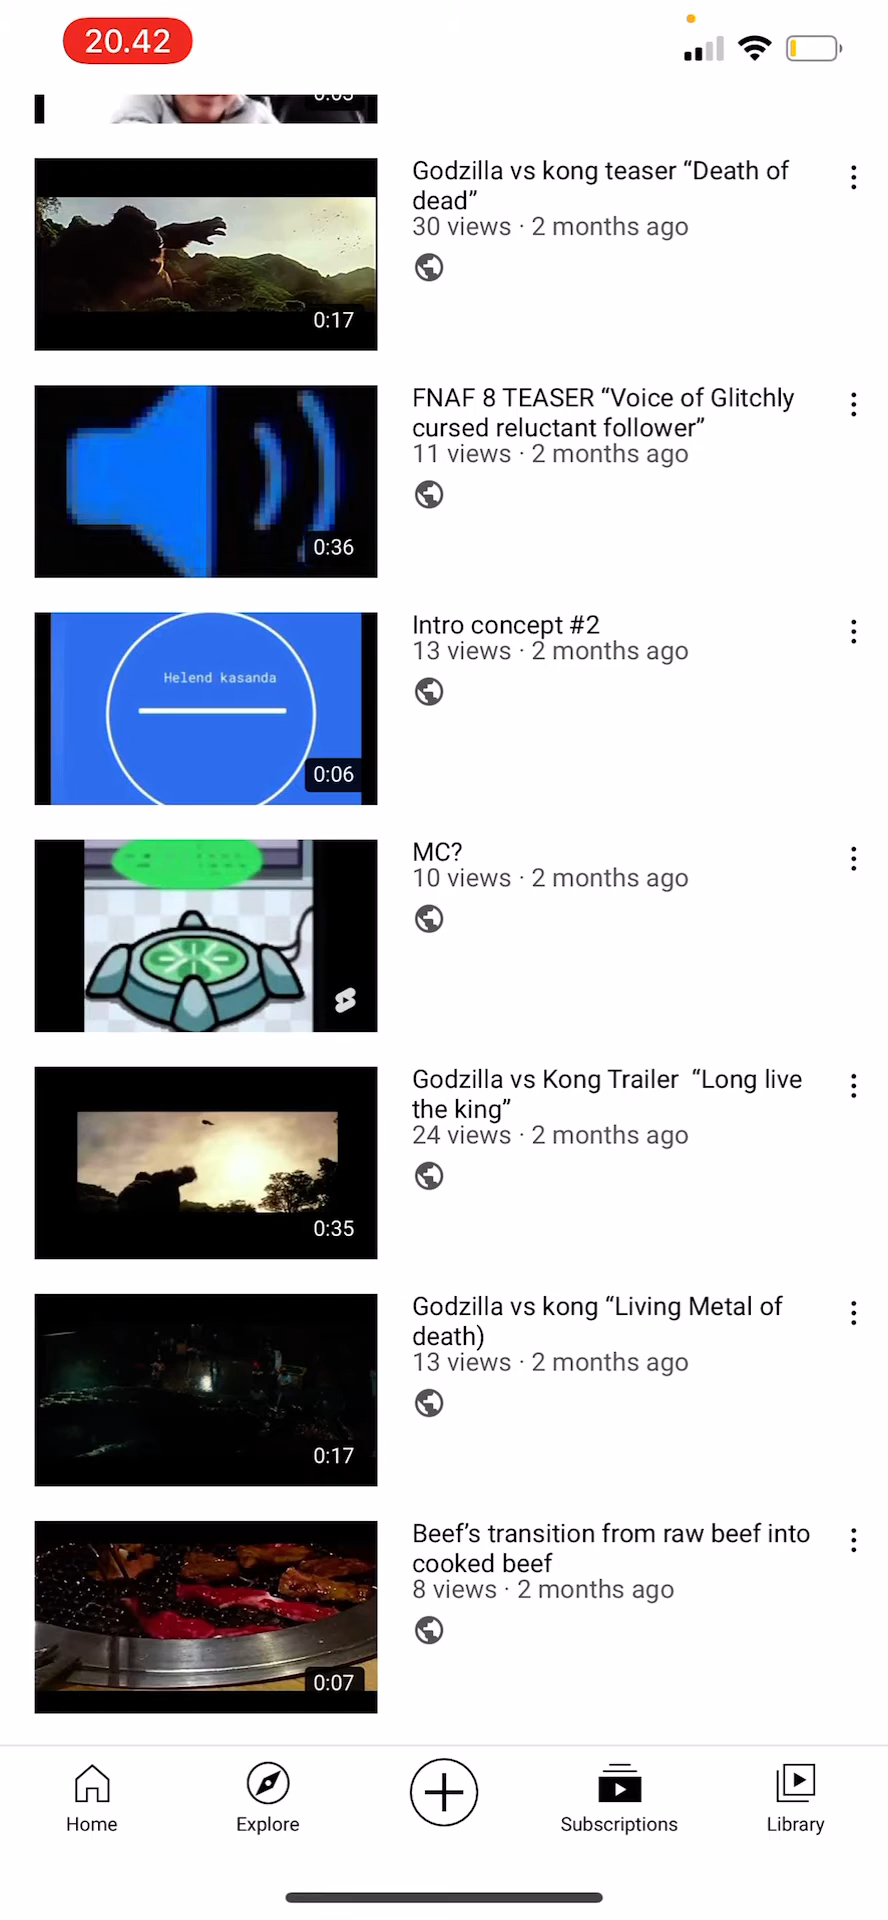 20.42
0:03
Godzilla vs kong teaser “Death of
dead”
30 views · 2 months ago
0:17
FNAF 8 TEASER “Voice of Glitchly
cursed reluctant follower”
11 views · 2 months ago
0:36
Intro concept #2
13 views · 2 months ago
Helend kasanda
0:06
MC?
10 views · 2 months ago
Godzilla vs Kong Trailer “Long live
the king”
24 views · 2 months ago
0:35
Godzilla vs kong “Living Metal of
death)
13 views · 2 months ago
0:17
Beef’s transition from raw beef into
cooked beef
8 views · 2 months ago
0:07
Home
Explore
Subscriptions
Library